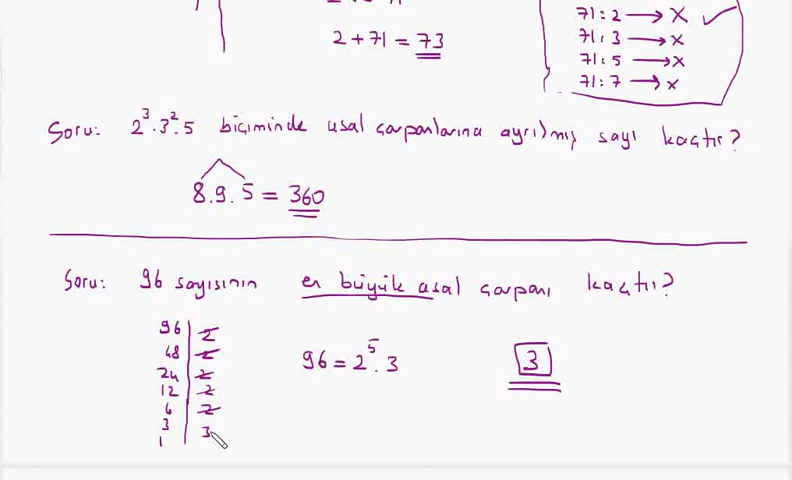 2 + 71 = 73
71 : 2 → x ✓
71 : 3 → x
71 : 5 → x
71 : 7 → x
Soru: 2³.3².5 biçiminde asal çarpanlarına ayrılmış sayı kaçtır?
8.9.5 = 360
Soru: 96 sayısının en büyük asal çarpanı kaçtır?
96 | 2
48 | 2
24 | 2
12 | 2
6 | 2
3 | 3
1
96 = 2⁵.3
3